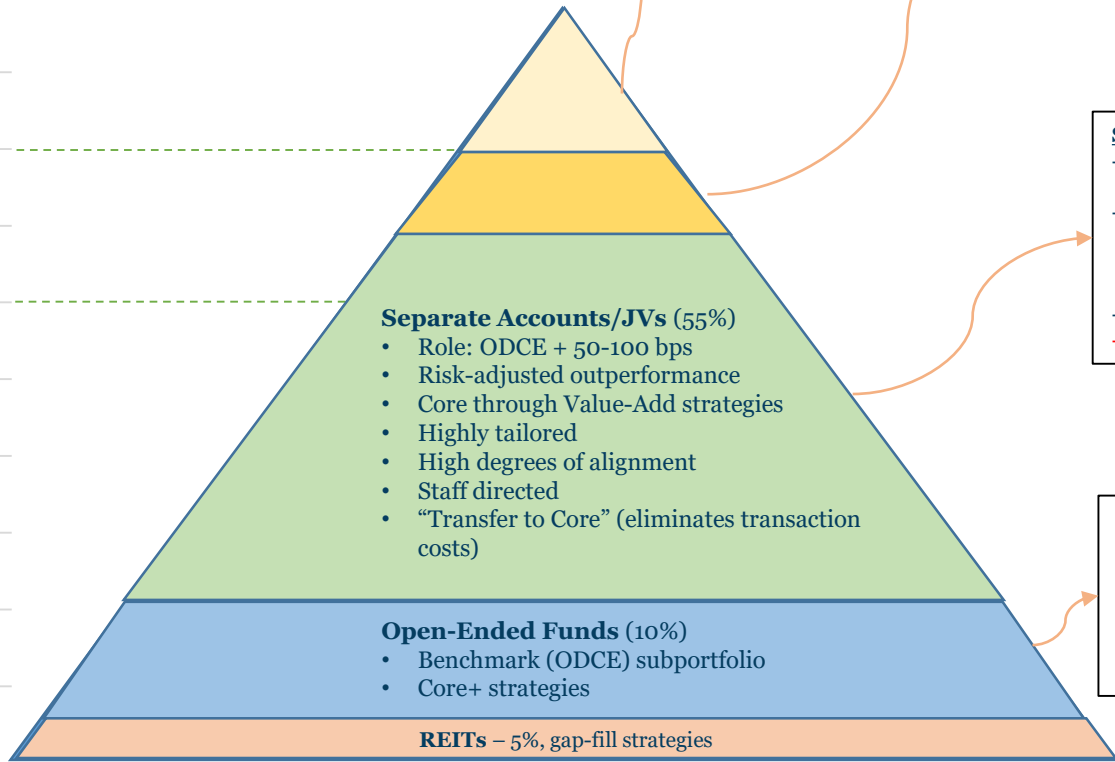 Separate Accounts/JVs (55%)
• Role: ODCE + 50-100 bps
• Risk-adjusted outperformance
• Core through Value-Add strategies
• Highly tailored
• High degrees of alignment
• Staff directed
• “Transfer to Core” (eliminates transaction
costs)
Open-Ended Funds (10%)
• Benchmark (ODCE) subportfolio
• Core+ strategies
REITs – 5%, gap-fill strategies
S